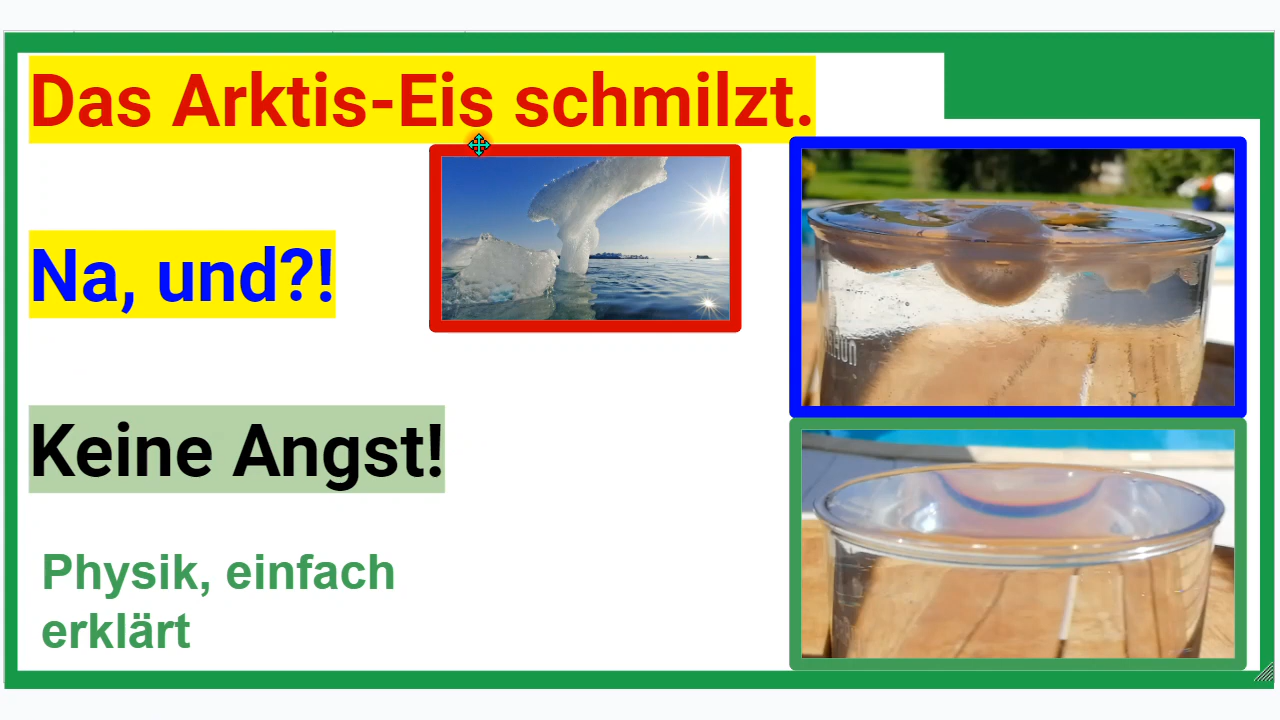 Das Arktis-Eis schmilzt.
Na, und?!
Keine Angst!
Physik, einfach
erklärt